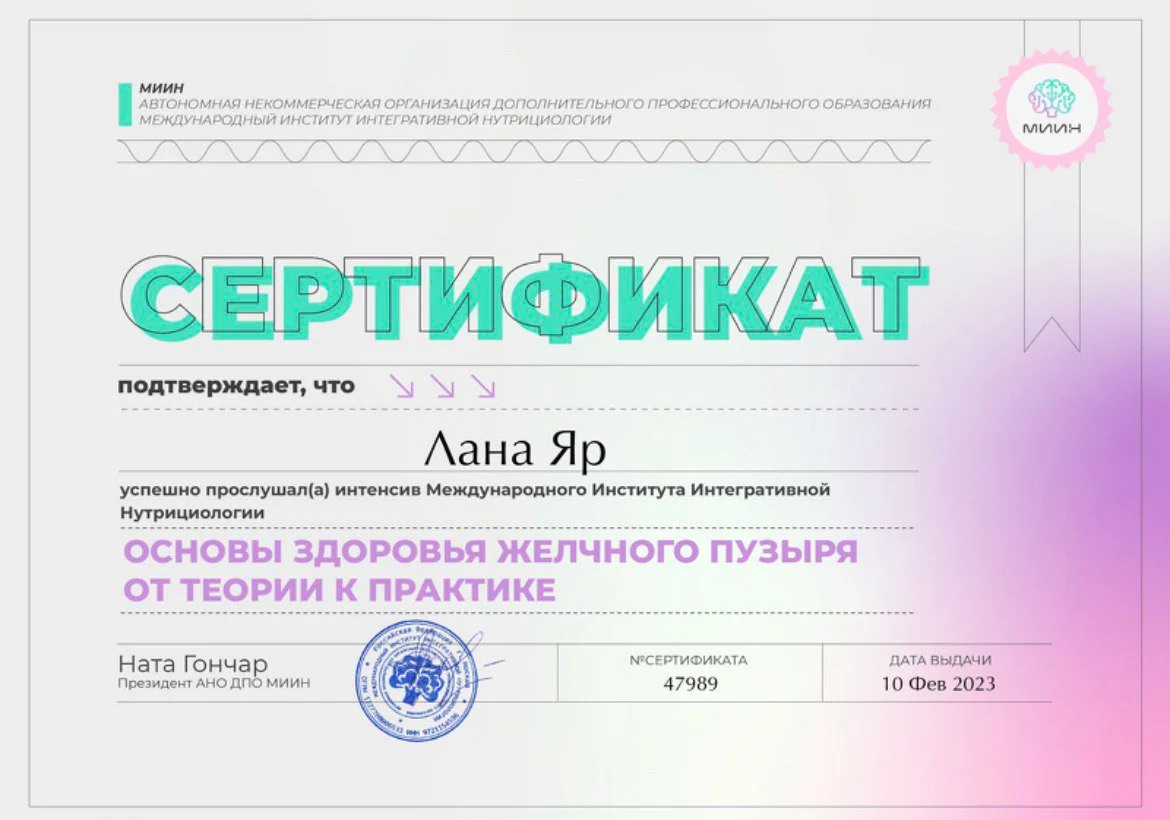 МИИН
АВТОНОМНАЯ НЕКОММЕРЧЕСКАЯ ОРГАНИЗАЦИЯ ДОПОЛНИТЕЛЬНОГО ПРОФЕССИОНАЛЬНОГО ОБРАЗОВАНИЯ
МЕЖДУНАРОДНЫЙ ИНСТИТУТ ИНТЕГРАТИВНОЙ НУТРИЦИОЛОГИИ
МИИН
СЕРТИФИКАТ
подтверждает, что
Лана Яр
успешно прослушал(а) интенсив Международного Института Интегративной
Нутрициологии
ОСНОВЫ ЗДОРОВЬЯ ЖЕЛЧНОГО ПУЗЫРЯ
ОТ ТЕОРИИ К ПРАКТИКЕ
Ната Гончар
Президент АНО ДПО МИИН
Российская Федерация
№СЕРТИФИКАТА
47989
ДАТА ВЫДАЧИ
10 Фев 2023